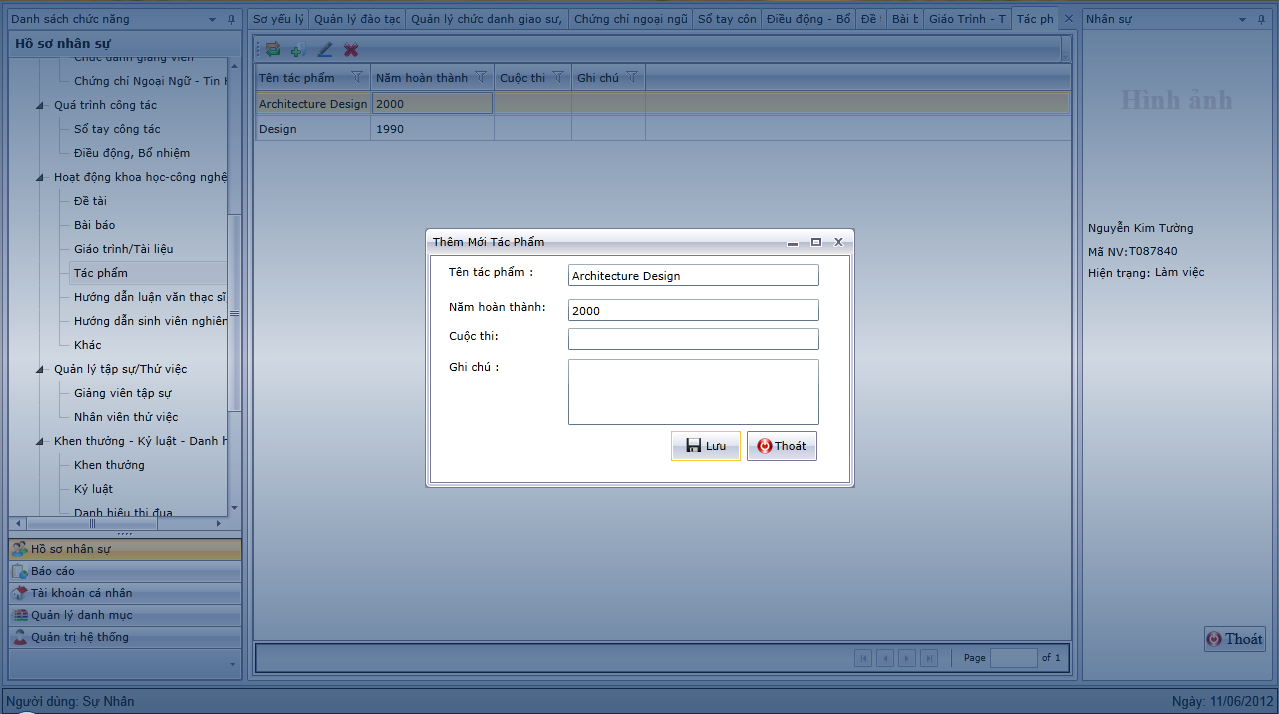 Danh sách chức năng
Hồ sơ nhân sự
Chức danh giảng viên
Chứng chỉ Ngoại Ngữ - Tin H
Quá trình công tác
Sổ tay công tác
Điều động, Bổ nhiệm
Hoạt động khoa học-công nghệ
Đề tài
Bài báo
Giáo trình/Tài liệu
Tác phẩm
Hướng dẫn luận văn thạc sĩ,
Hướng dẫn sinh viên nghiên
Khác
Quản lý tập sự/Thử việc
Giảng viên tập sự
Nhân viên thử việc
Khen thưởng - Kỷ luật - Danh h
Khen thưởng
Kỷ luật
Danh hiệu thi đua
Hồ sơ nhân sự
Báo cáo
Tài khoản cá nhân
Quản lý danh mục
Quản trị hệ thống
Sơ yếu lý
Quản lý đào tạc
Quản lý chức danh giao sư,
Chứng chỉ ngoại ngũ
Sổ tay côn
Điều động - Bổ
Đề
Bài b
Giáo Trình - T
Tác ph
Tên tác phẩm Năm hoàn thành Cuộc thi Ghi chú
Architecture Design 2000
Design 1990
Thêm Mới Tác Phẩm
Tên tác phẩm : Architecture Design
Năm hoàn thành: 2000
Cuộc thi:
Ghi chú :
Lưu Thoát
Page of 1
Nhân sự
Hình ảnh
Nguyễn Kim Tường
Mã NV:T087840
Hiện trạng: Làm việc
Thoát
Người dùng: Sự Nhân
Ngày: 11/06/2012